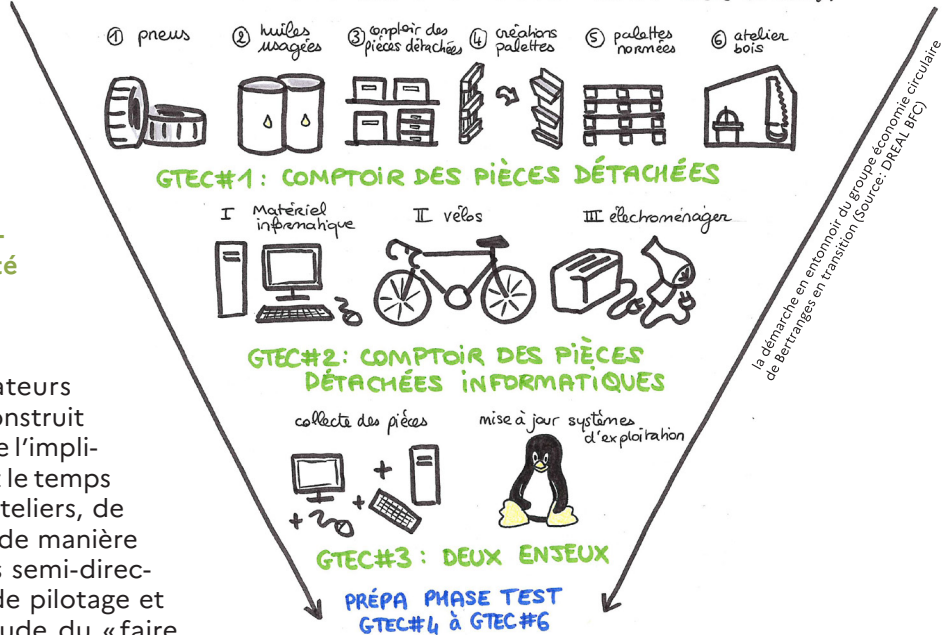 ① pneus
② huiles
usagées
③ comptoir des
pièces détachées
④ créations
palettes
⑤ palettes
normées
⑥ atelier
bois
GTEC#1 : COMPTOIR DES PIÈCES DÉTACHÉES
I Matériel
informatique
II vélos
III électroménager
GTEC#2 : COMPTOIR DES PIÈCES
DÉTACHÉES INFORMATIQUES
collecte des pièces
mise à jour systèmes
d'exploitation
GTEC#3 : DEUX ENJEUX
PRÉPA PHASE TEST
GTEC#4 à GTEC#6
la démarche en entonnoir du groupe économie circulaire
de Bertranges en transition (Source : DREAL BFC)
té
ateurs
onstruit
e l'impli-
t le temps
teliers, de
de manière
s semi-direc-
de pilotage et
ude du « faire